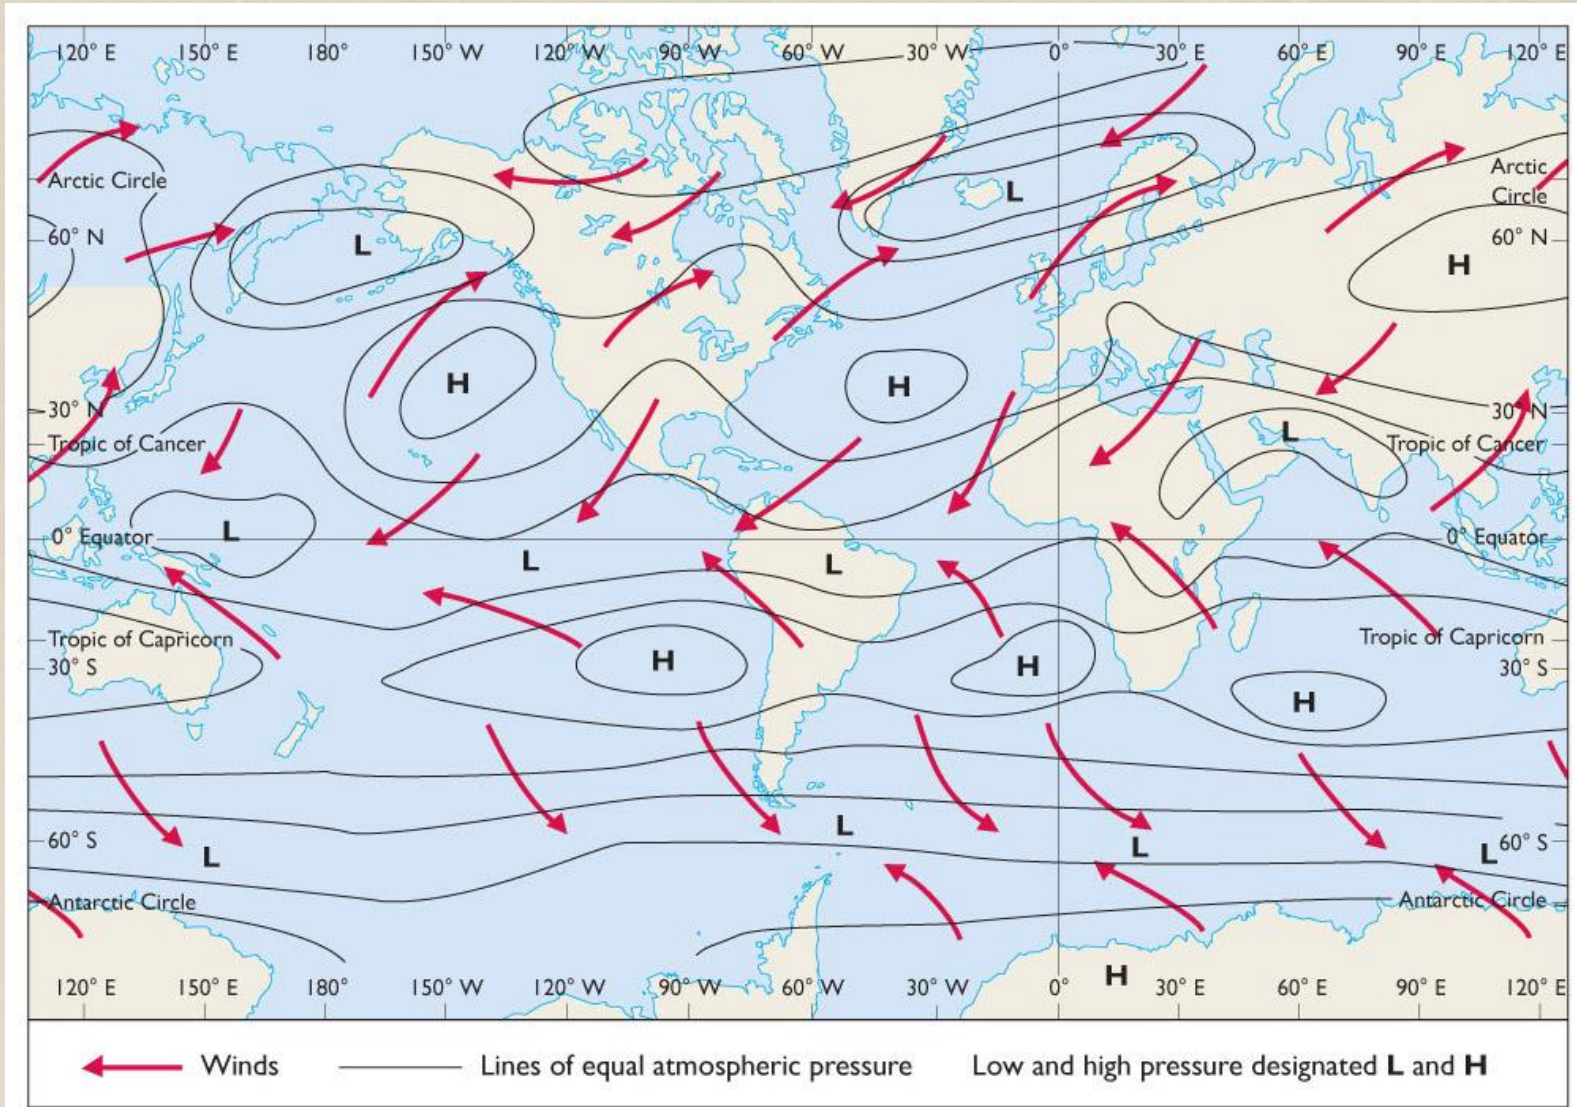 120° E 150° E 180° 150° W 120° W 90° W 60° W 30° W 0° 30° E 60° E 90° E 120° E
Arctic Circle
Arctic
Circle
L
60° N
60° N
L
H
H
H
30° N
30° N
Tropic of Cancer
L
Tropic of Cancer
L
0° Equator
0° Equator
L
L
Tropic of Capricorn
Tropic of Capricorn
30° S
H
H
30° S
H
L
60° S
L
L
L
60° S
Antarctic Circle
Antarctic Circle
H
120° E 150° E 180° 150° W 120° W 90° W 60° W 30° W 0° 30° E 60° E 90° E 120° E
Winds
Lines of equal atmospheric pressure
Low and high pressure designated L and H